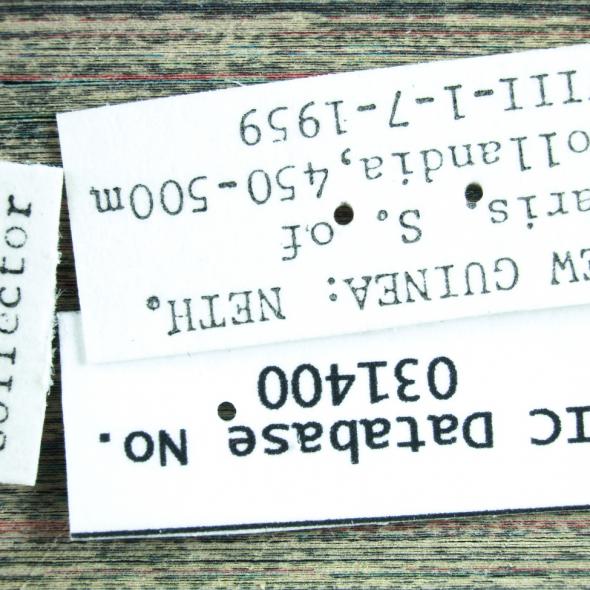 EW GUINEA: NETH.
aris, S. of
ollandia, 450-500m
III-1-7-1959
IC Database No.
031400
collector